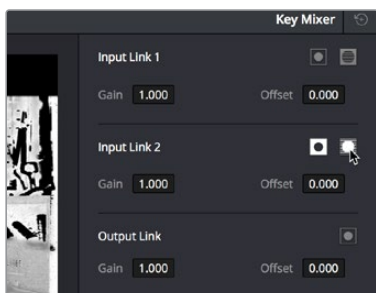 Key Mixer
Input Link 1
Gain 1.000 Offset 0.000
Input Link 2
Gain 1.000 Offset 0.000
Output Link
Gain 1.000 Offset 0.000